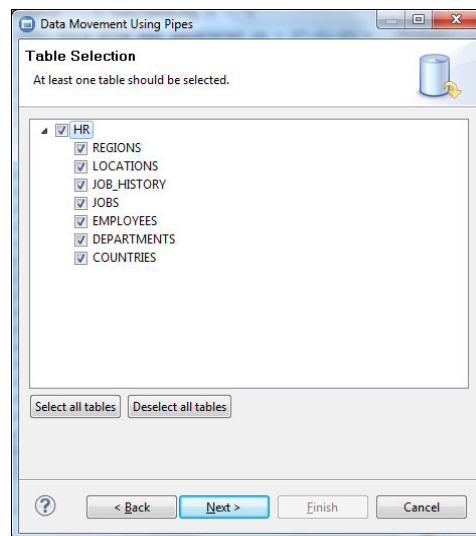 Data Movement Using Pipes
Table Selection
At least one table should be selected.
HR
REGIONS
LOCATIONS
JOB_HISTORY
JOBS
EMPLOYEES
DEPARTMENTS
COUNTRIES
Select all tables Deselect all tables
? < Back Next > Finish Cancel